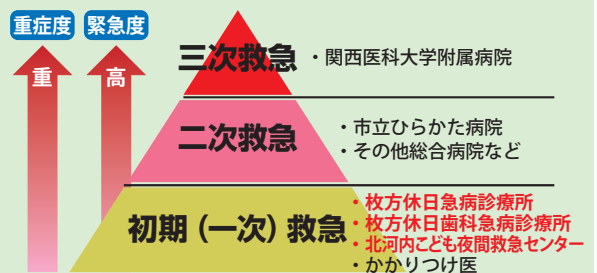 重症度 緊急度
重 高
三次救急
・関西医科大学附属病院
二次救急
・市立ひらかた病院
・その他総合病院など
初期（一次）救急
・枚方休日急病診療所
・枚方休日歯科急病診療所
・北河内こども夜間救急センター
・かかりつけ医